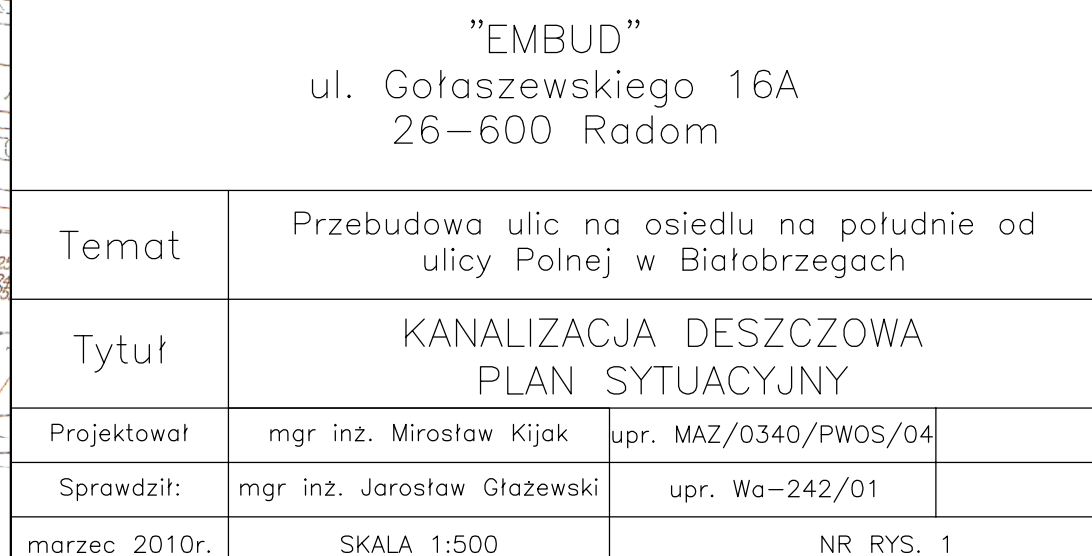 ”EMBUD”
ul. Gołaszewskiego 16A
26-600 Radom
Temat
Przebudowa ulic na osiedlu na południe od
ulicy Polnej w Białobrzegach
Tytuł
KANALIZACJA DESZCZOWA
PLAN SYTUACYJNY
Projektował mgr inż. Mirosław Kijak upr. MAZ/0340/PWOS/04
Sprawdził: mgr inż. Jarosław Głażewski upr. Wa-242/01
marzec 2010r. SKALA 1:500 NR RYS. 1